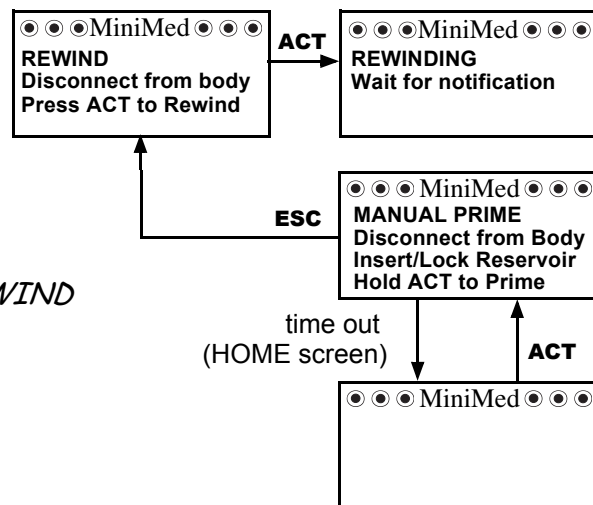 ◉ ◉ ◉MiniMed◉ ◉ ◉
REWIND
Disconnect from body
Press ACT to Rewind
ACT
◉ ◉ ◉MiniMed◉ ◉ ◉
REWINDING
Wait for notification
ESC
◉ ◉ ◉MiniMed◉ ◉ ◉
MANUAL PRIME
Disconnect from Body
Insert/Lock Reservoir
Hold ACT to Prime
WIND
time out
(HOME screen)
ACT
◉ ◉ ◉MiniMed◉ ◉ ◉